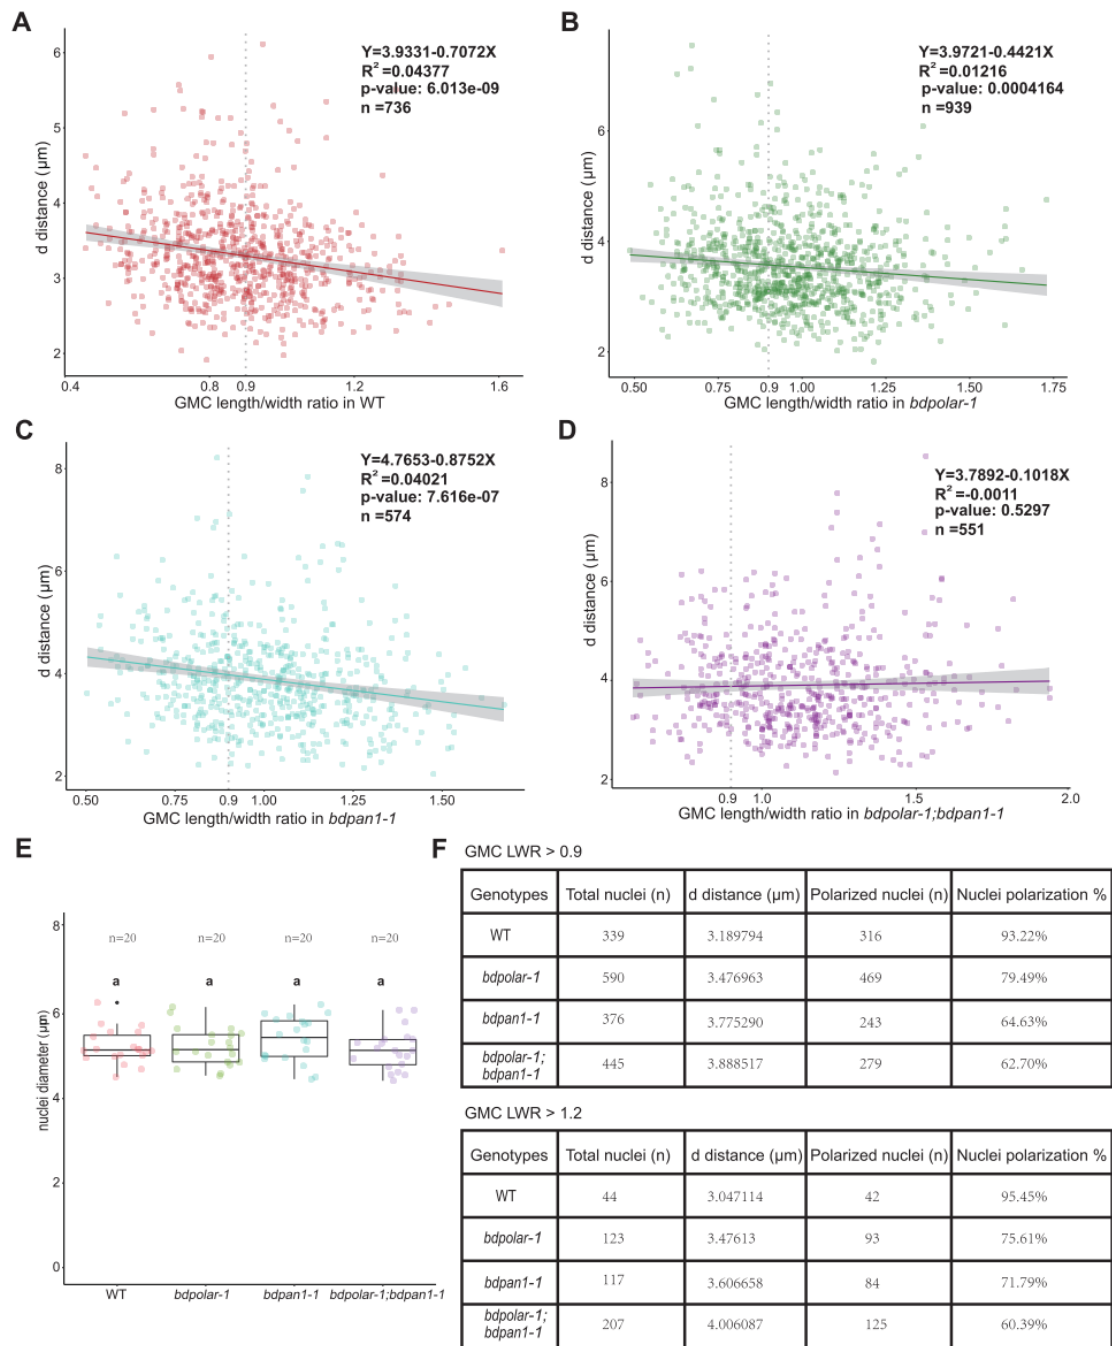 A
Y=3.9331-0.7072X
R²=0.04377
p-value: 6.013e-09
n =736
d distance (µm)
6
5
4
3
2
0.4
0.8
0.9
1.2
1.6
GMC length/width ratio in WT
B
Y=3.9721-0.4421X
R²=0.01216
p-value: 0.0004164
n =939
d distance (µm)
6
4
2
0.50
0.75
0.9
1.00
1.25
1.50
1.75
GMC length/width ratio in bdpolar-1
C
Y=4.7653-0.8752X
R²=0.04021
p-value: 7.616e-07
n =574
d distance (µm)
8
6
4
2
0.50
0.75
0.9
1.00
1.25
1.50
GMC length/width ratio in bdpan1-1
D
Y=3.7892-0.1018X
R²=-0.0011
p-value: 0.5297
n =551
d distance (µm)
8
6
4
2
0.9
1.0
1.5
2.0
GMC length/width ratio in bdpolar-1;bdpan1-1
E
nuclei diameter (µm)
8
6
4
2
0
n=20
n=20
n=20
n=20
a
a
a
a
WT
bdpolar-1
bdpan1-1
bdpolar-1;bdpan1-1
F
GMC LWR > 0.9
Genotypes Total nuclei (n) d distance (µm) Polarized nuclei (n) Nuclei polarization %
WT 339 3.189794 316 93.22%
bdpolar-1 590 3.476963 469 79.49%
bdpan1-1 376 3.775290 243 64.63%
bdpolar-1;
bdpan1-1 445 3.888517 279 62.70%
GMC LWR > 1.2
Genotypes Total nuclei (n) d distance (µm) Polarized nuclei (n) Nuclei polarization %
WT 44 3.047114 42 95.45%
bdpolar-1 123 3.47613 93 75.61%
bdpan1-1 117 3.606658 84 71.79%
bdpolar-1;
bdpan1-1 207 4.006087 125 60.39%